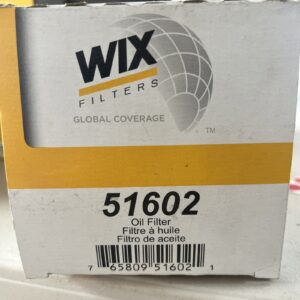 WIX
FILTERS
GLOBAL COVERAGE
TM
51602
Oil Filter
Filtre à huile
Filtro de aceite
7 65809 51602 1